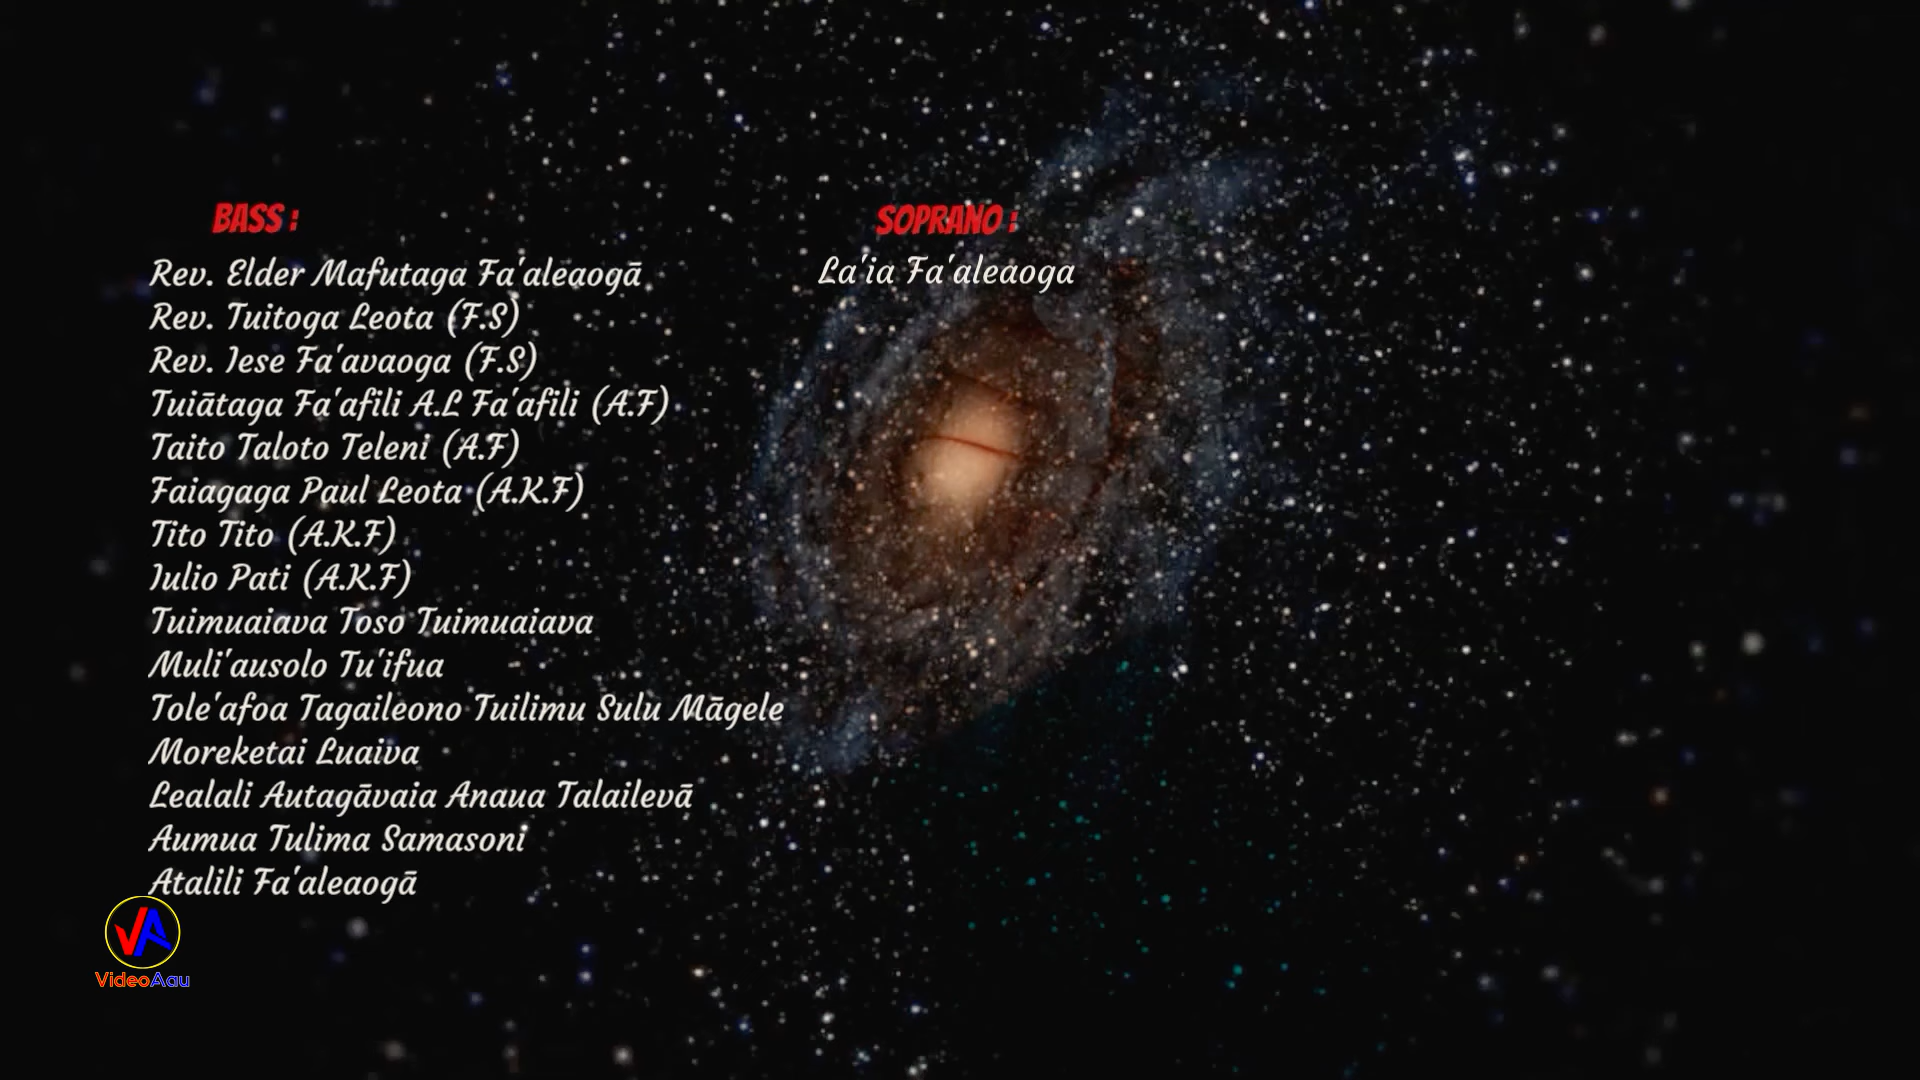 BASS :
Rev. Elder Mafutaga Fa'aleaogā
Rev. Tuitoga Leota (F.S)
Rev. Iese Fa'avaoga (F.S)
Tuiātaga Fa'afili A.L Fa'afili (A.F)
Taito Taloto Teleni (A.F)
Faiagaga Paul Leota (A.K.F)
Tito Tito (A.K.F)
Iulio Pati (A.K.F)
Tuimuaiava Toso Tuimuaiava
Muli'ausolo Tu'ifua
Tole'afoa Tagaileono Tuilimu Sulu Māgele
Moreketai Luaiva
Lealali Autagāvaia Anaua Talailevā
Aumua Tulima Samasoni
Atalili Fa'aleaogā
SOPRANO :
La'ia Fa'aleaoga
VA
VideoAau